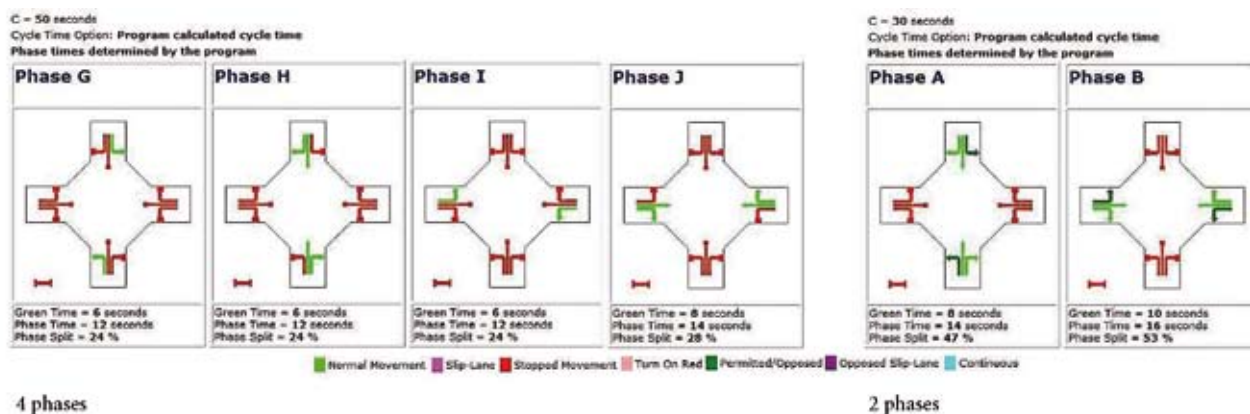 C = 50 seconds
Cycle Time Option: Program calculated cycle time
Phase times determined by the program
Phase G
Phase H
Phase I
Phase J
Green Time = 6 seconds
Phase Time = 12 seconds
Phase Split = 24 %
Green Time = 6 seconds
Phase Time = 12 seconds
Phase Split = 24 %
Green Time = 6 seconds
Phase Time = 12 seconds
Phase Split = 24 %
Green Time = 8 seconds
Phase Time = 14 seconds
Phase Split = 28 %
C = 30 seconds
Cycle Time Option: Program calculated cycle time
Phase times determined by the program
Phase A
Phase B
Green Time = 8 seconds
Phase Time = 14 seconds
Phase Split = 47 %
Green Time = 10 seconds
Phase Time = 16 seconds
Phase Split = 53 %
Normal Movement Slip-Lane Stopped Movement Turn On Red Permitted/Opposed Opposed Slip-Lane Continuous
4 phases
2 phases